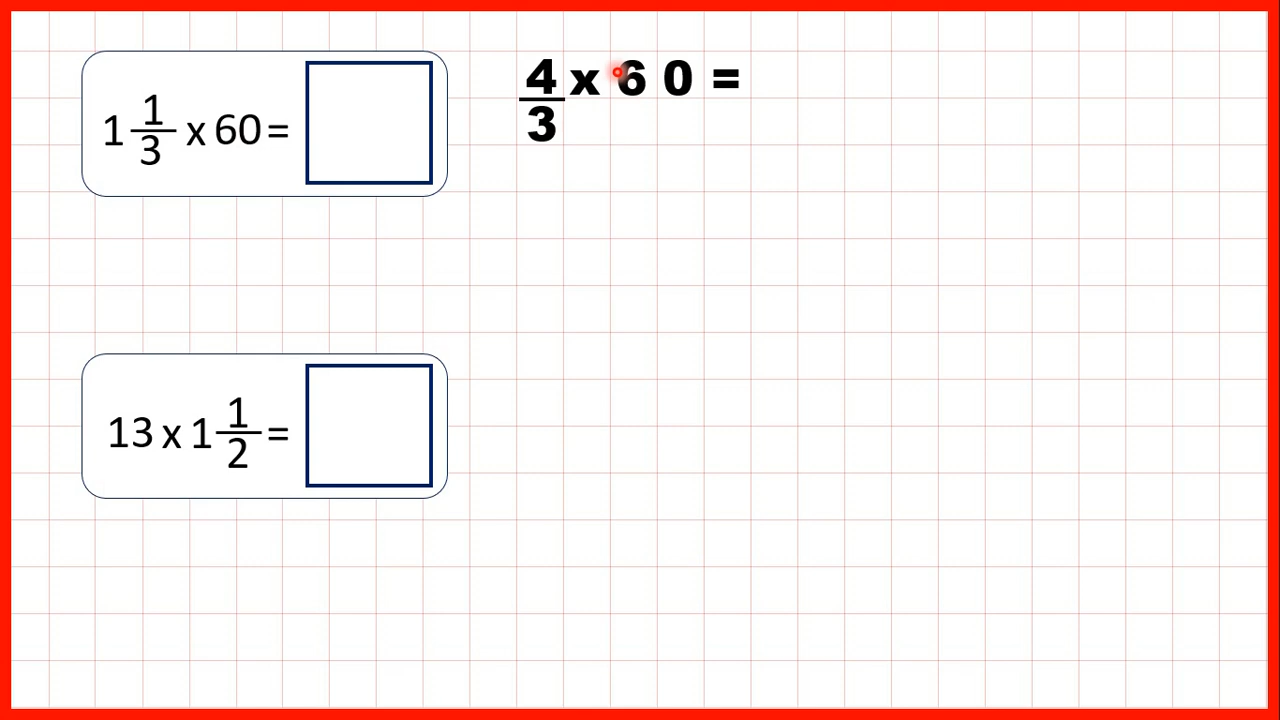 1 1/3 x 60 =
4/3 x 6 0 =
13 x 1 1/2 =